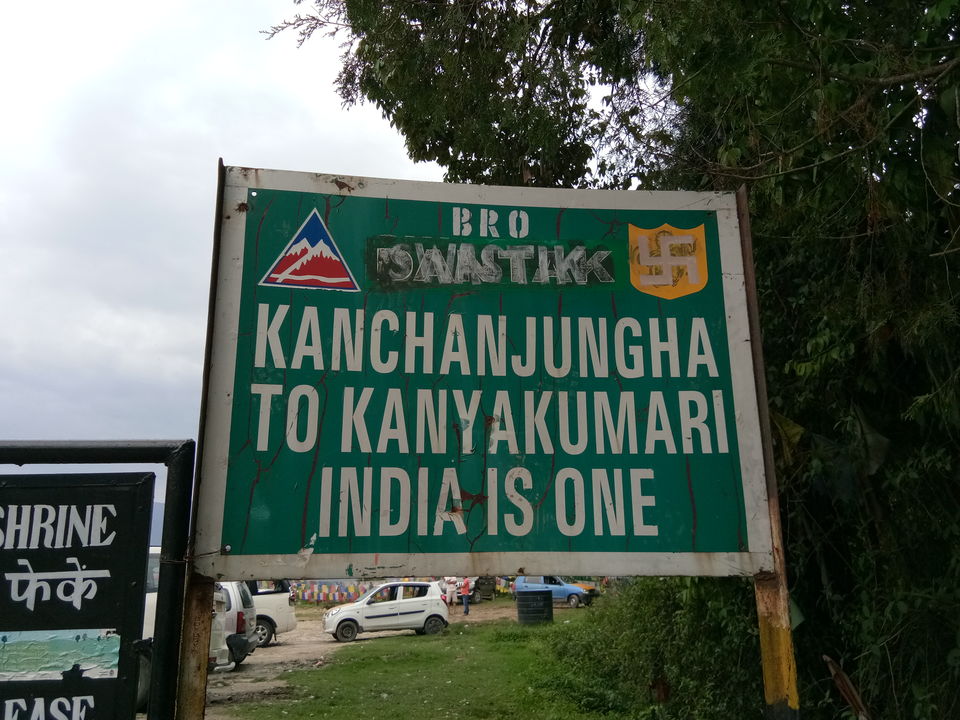 BRO
SWASTIK
KANCHANJUNGHA
TO KANYAKUMARI
INDIA IS ONE
SHRINE
फेकें
EASE